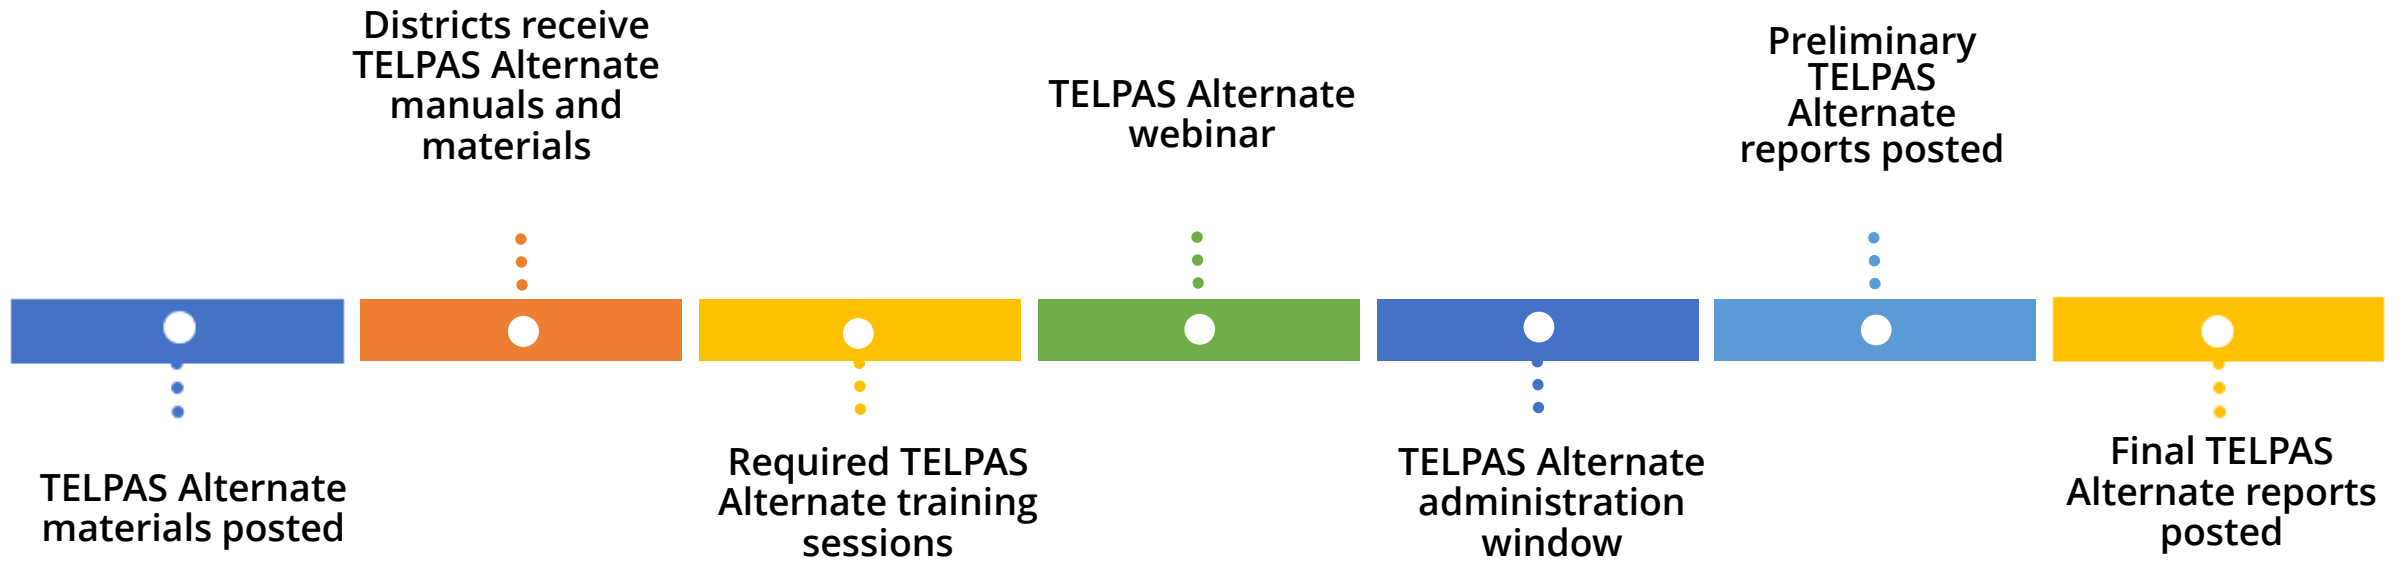 TELPAS Alternate
materials posted
Districts receive
TELPAS Alternate
manuals and
materials
Required TELPAS
Alternate training
sessions
TELPAS Alternate
webinar
TELPAS Alternate
administration
window
Preliminary
TELPAS
Alternate
reports posted
Final TELPAS
Alternate reports
posted